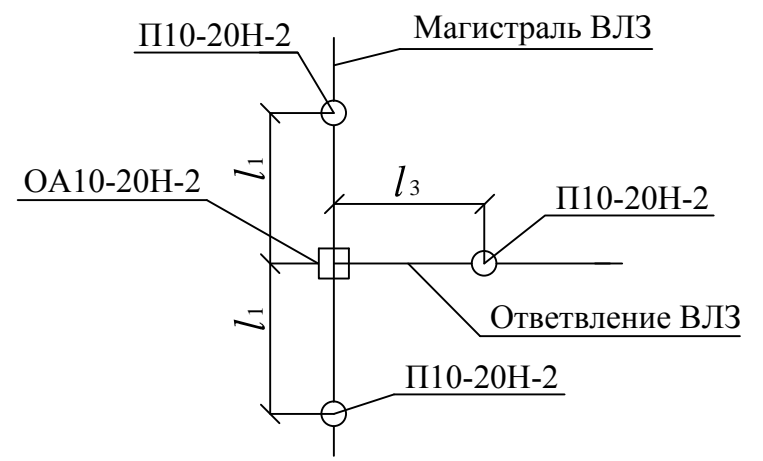 Магистраль ВЛЗ
П10-20Н-2
l1
ОА10-20Н-2
l3
П10-20Н-2
l1
Ответвление ВЛЗ
П10-20Н-2